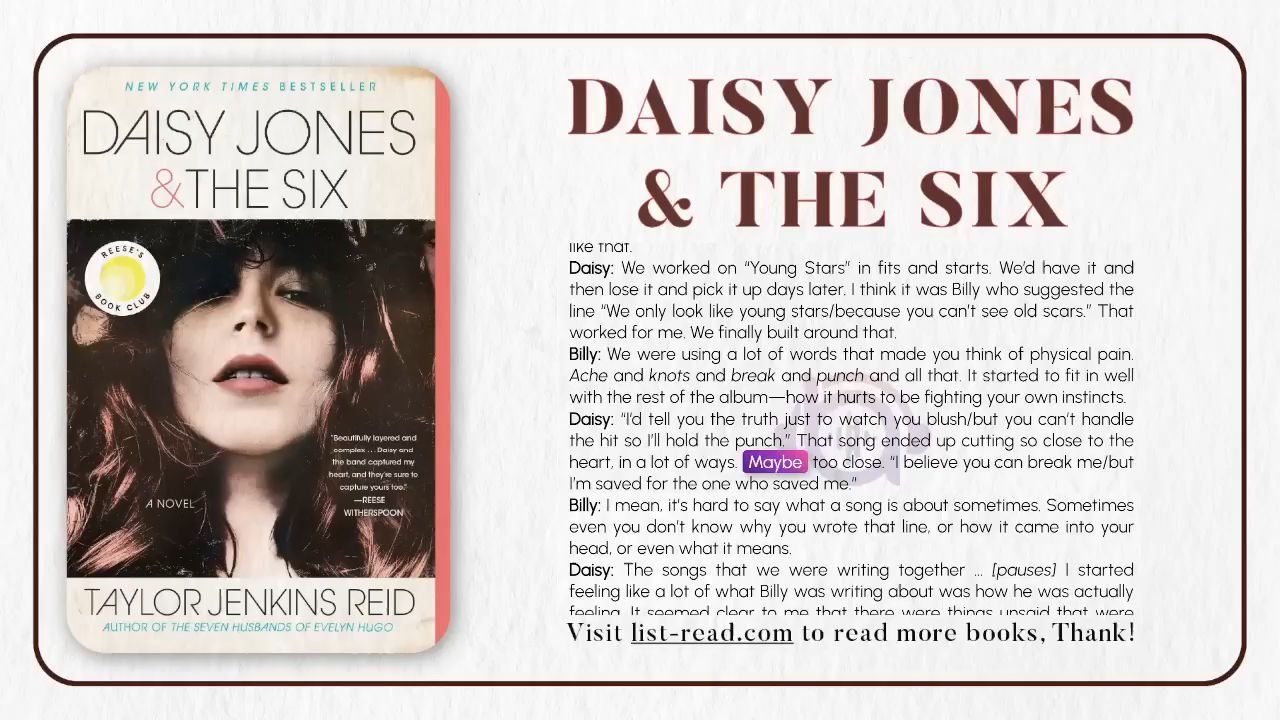 NEW YORK TIMES BESTSELLER
DAISY JONES
& THE SIX
REESE'S
BOOK CLUB
"Beautifully layered and
complex . . . Daisy and
the band captured my
heart, and they're sure to
capture yours too."
—REESE
WITHERSPOON
A NOVEL
TAYLOR JENKINS REID
AUTHOR OF THE SEVEN HUSBANDS OF EVELYN HUGO
DAISY JONES
& THE SIX
like that.
Daisy: We worked on “Young Stars” in fits and starts. We’d have it and
then lose it and pick it up days later. I think it was Billy who suggested the
line “We only look like young stars/because you can’t see old scars.” That
worked for me. We finally built around that.
Billy: We were using a lot of words that made you think of physical pain.
Ache and knots and break and punch and all that. It started to fit in well
with the rest of the album—how it hurts to be fighting your own instincts.
Daisy: “I’d tell you the truth just to watch you blush/but you can’t handle
the hit so I’ll hold the punch.” That song ended up cutting so close to the
heart, in a lot of ways. Maybe too close. “I believe you can break me/but
I’m saved for the one who saved me.”
Billy: I mean, it’s hard to say what a song is about sometimes. Sometimes
even you don’t know why you wrote that line, or how it came into your
head, or even what it means.
Daisy: The songs that we were writing together ... [pauses] I started
feeling like a lot of what Billy was writing about was how he was actually
feeling. It seemed clear to me that there were things unsaid that were
Visit list-read.com to read more books, Thank!